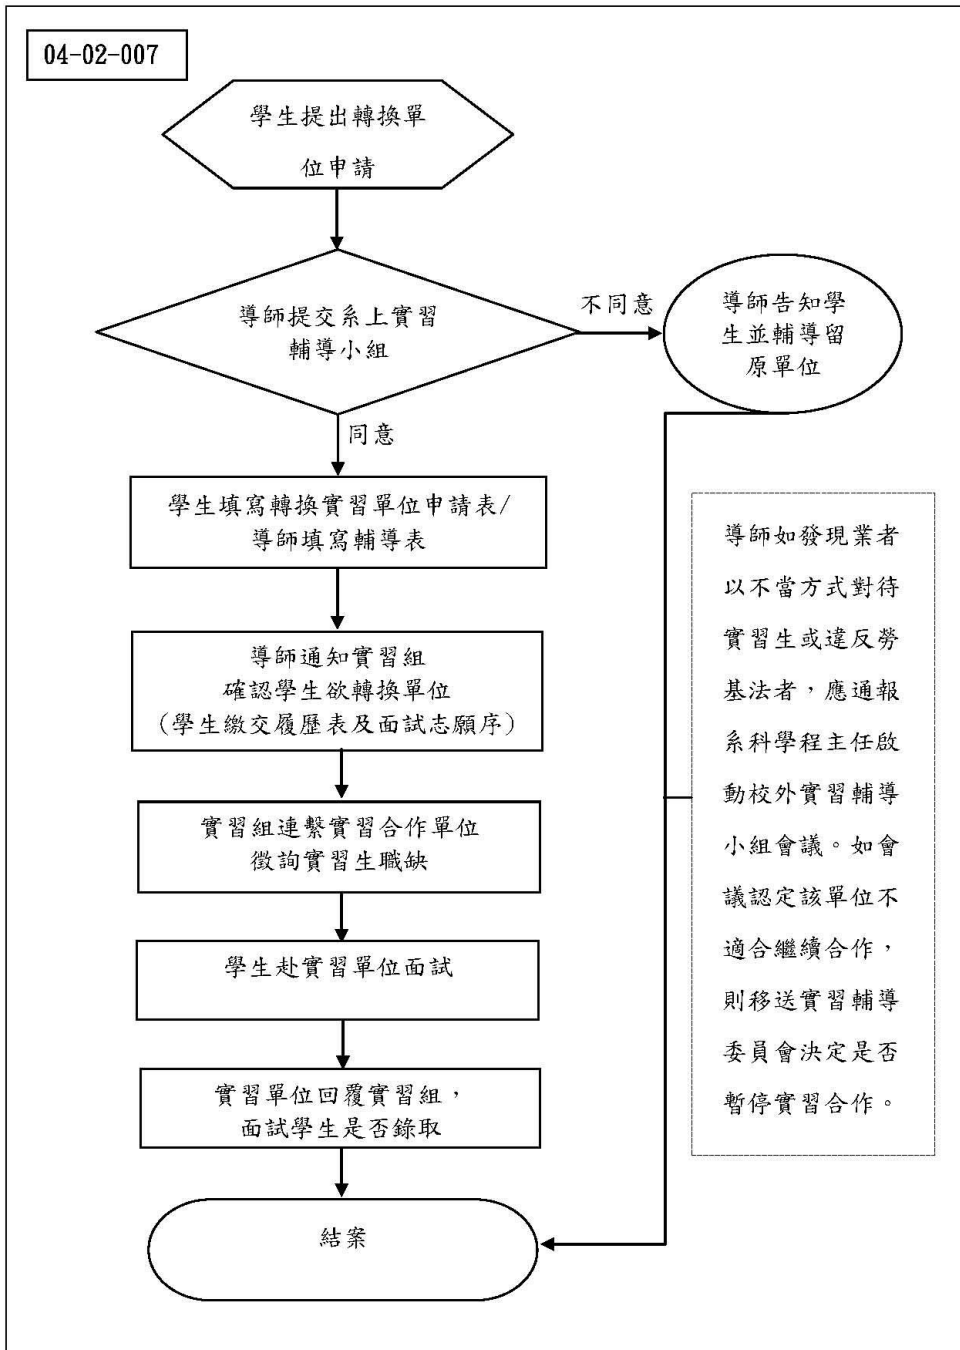 04-02-007
學生提出轉換單
位申請
導師提交系上實習
輔導小組
不同意
導師告知學
生並輔導留
原單位
同意
學生填寫轉換實習單位申請表/
導師填寫輔導表
導師通知實習組
確認學生欲轉換單位
(學生繳交履歷表及面試志願序)
實習組連繫實習合作單位
徵詢實習生職缺
學生赴實習單位面試
實習單位回覆實習組，
面試學生是否錄取
結案
導師如發現業者
以不當方式對待
實習生或違反勞
基法者，應通報
系科學程主任啟
動校外實習輔導
小組會議。如會
議認定該單位不
適合繼續合作，
則移送實習輔導
委員會決定是否
暫停實習合作。